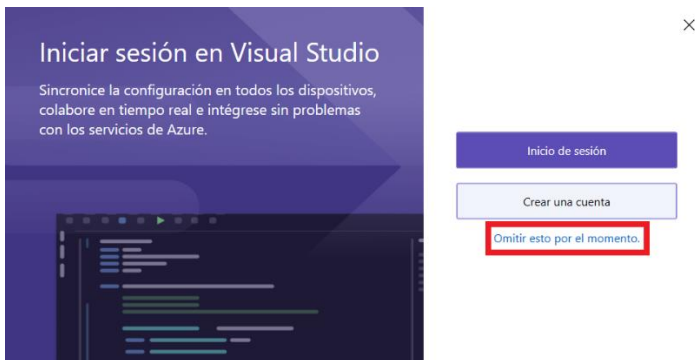 Iniciar sesión en Visual Studio
Sincronice la configuración en todos los dispositivos,
colabore en tiempo real e intégrese sin problemas
con los servicios de Azure.
Inicio de sesión
Crear una cuenta
Omitir esto por el momento.